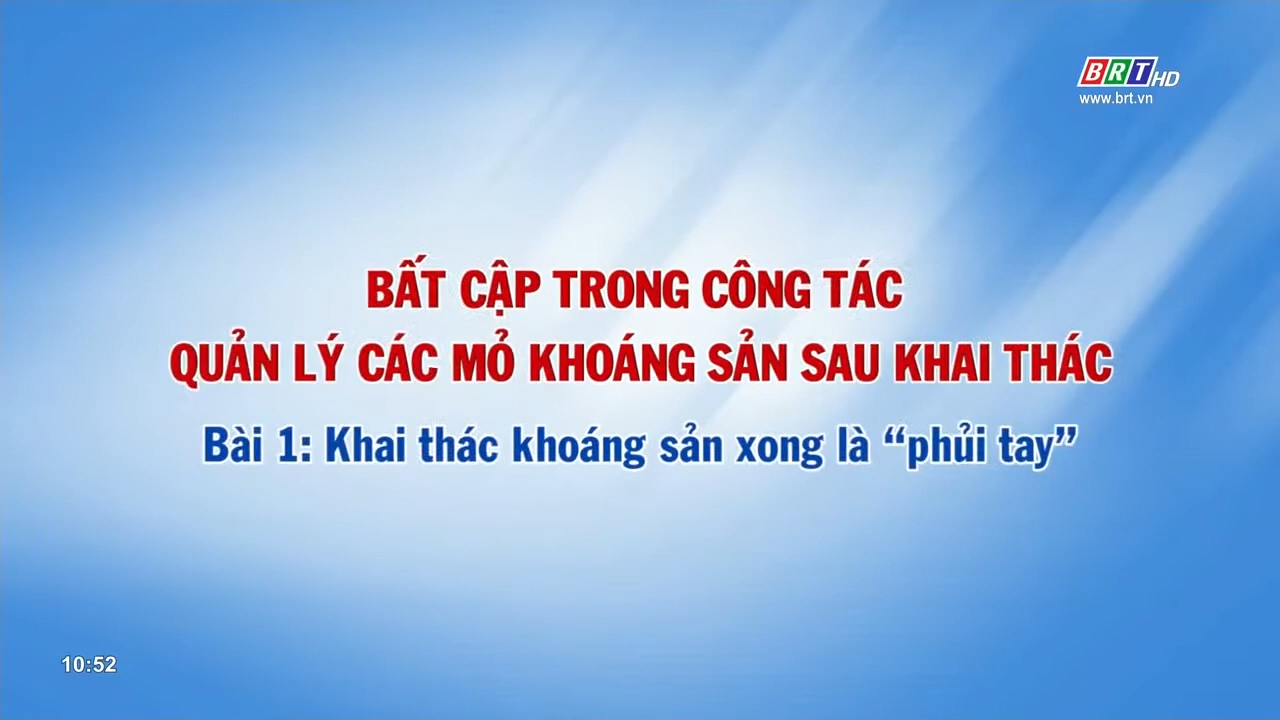 BRT HD
www.brt.vn
BẤT CẬP TRONG CÔNG TÁC
QUẢN LÝ CÁC MỎ KHOÁNG SẢN SAU KHAI THÁC
Bài 1: Khai thác khoáng sản xong là “phủi tay”
10:52